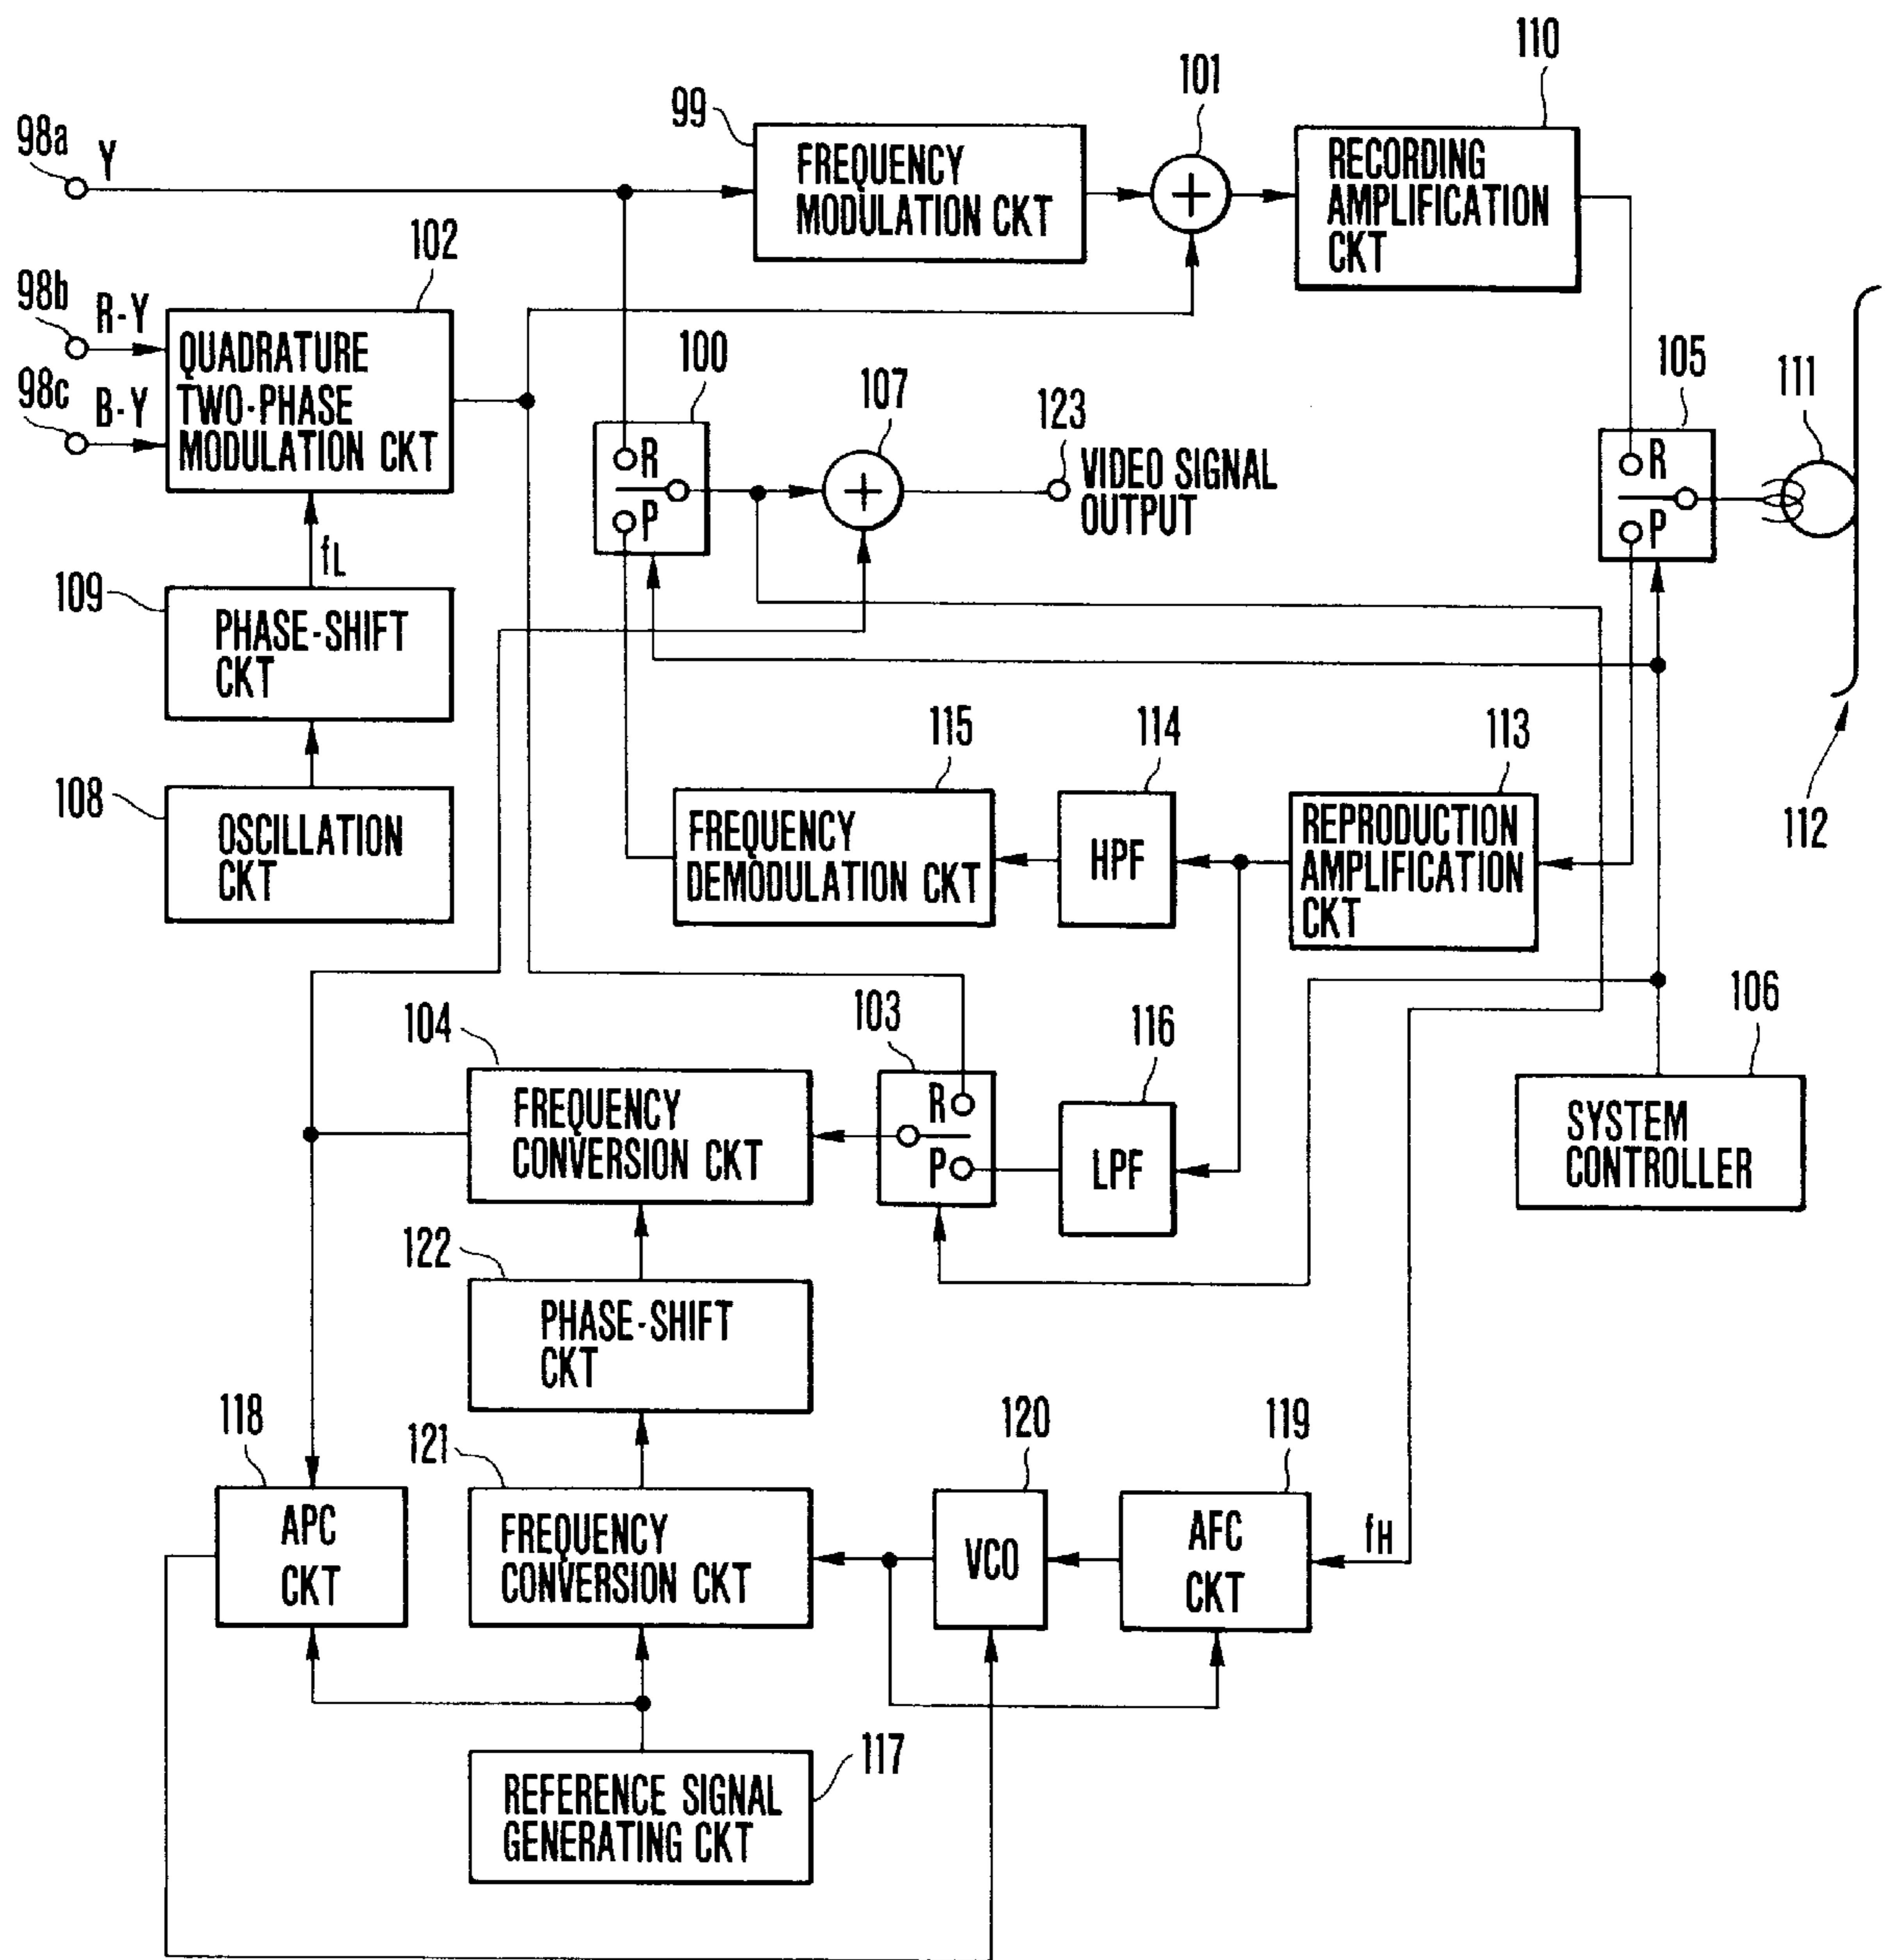 110
101
99
98a
Y
FREQUENCY
MODULATION CKT
+
RECORDING
AMPLIFICATION
CKT
102
98b
R-Y
QUADRATURE
TWO-PHASE
MODULATION CKT
98c
B-Y
100
107
123
105
111
R
P
+
VIDEO SIGNAL
OUTPUT
R
P
fL
109
PHASE-SHIFT
CKT
108
OSCILLATION
CKT
115
114
113
112
FREQUENCY
DEMODULATION CKT
HPF
REPRODUCTION
AMPLIFICATION
CKT
104
103
116
106
FREQUENCY
CONVERSION CKT
R
P
LPF
SYSTEM
CONTROLLER
122
PHASE-SHIFT
CKT
118
121
120
119
APC
CKT
FREQUENCY
CONVERSION CKT
VCO
AFC
CKT
fH
117
REFERENCE SIGNAL
GENERATING CKT